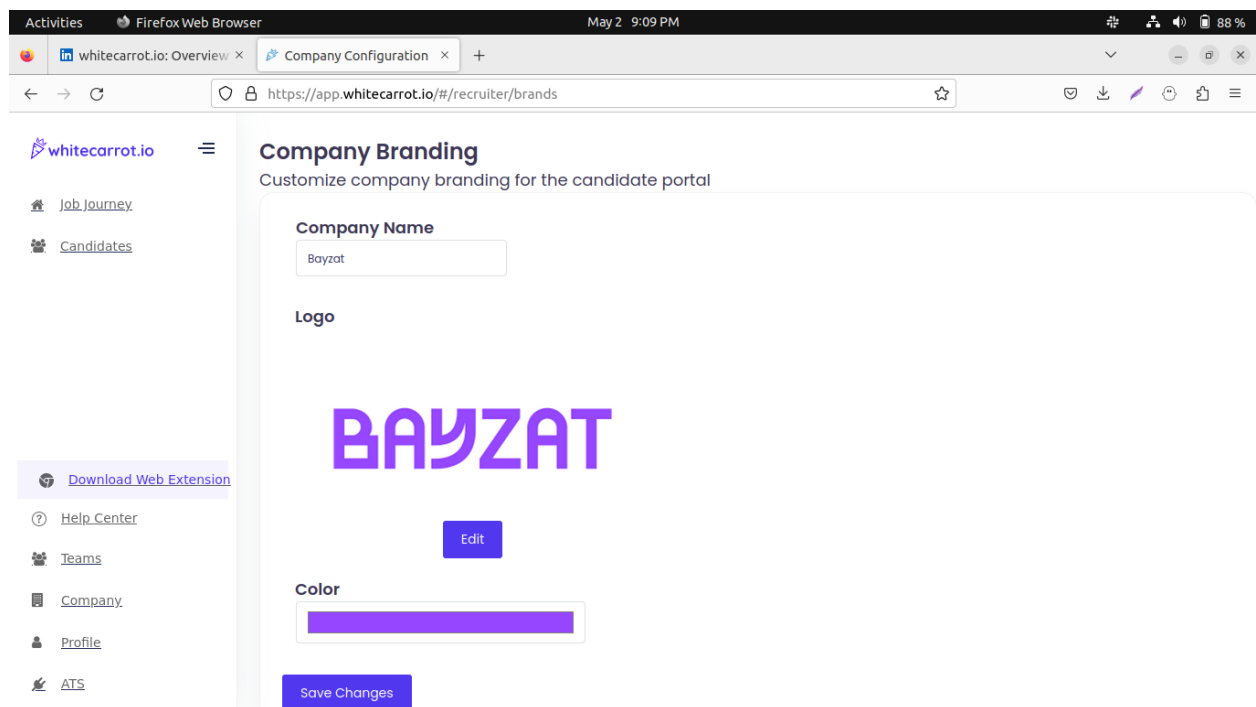 Activities Firefox Web Browser May 2 9:09 PM 88 %
whitecarrot.io: Overview Company Configuration
https://app.whitecarrot.io/#/recruiter/brands
whitecarrot.io
Company Branding
Customize company branding for the candidate portal
Job Journey
Candidates
Company Name
Bayzat
Logo
BAYZAT
Edit
Download Web Extension
Help Center
Teams
Company
Profile
ATS
Color
Save Changes